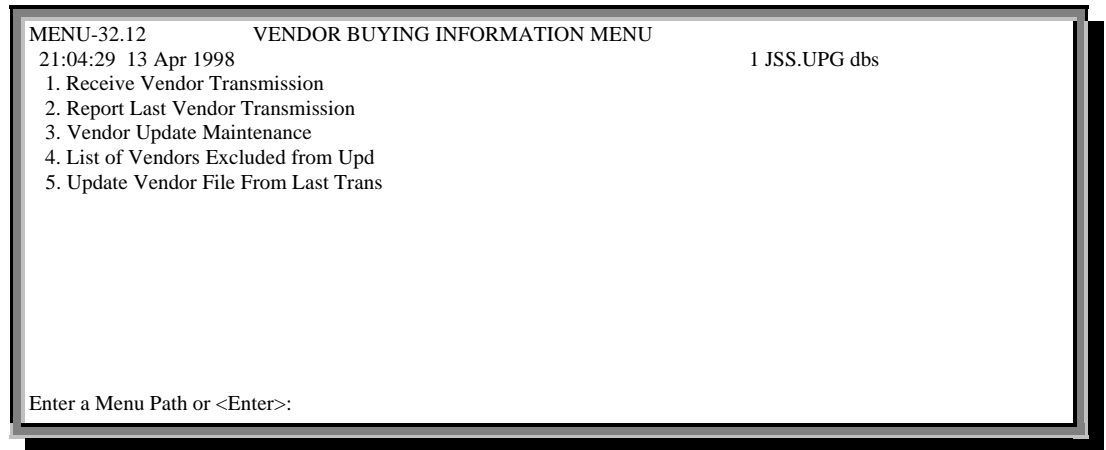 MENU-32.12 VENDOR BUYING INFORMATION MENU
21:04:29 13 Apr 1998 1 JSS.UPG dbs
1. Receive Vendor Transmission
2. Report Last Vendor Transmission
3. Vendor Update Maintenance
4. List of Vendors Excluded from Upd
5. Update Vendor File From Last Trans
Enter a Menu Path or <Enter>: